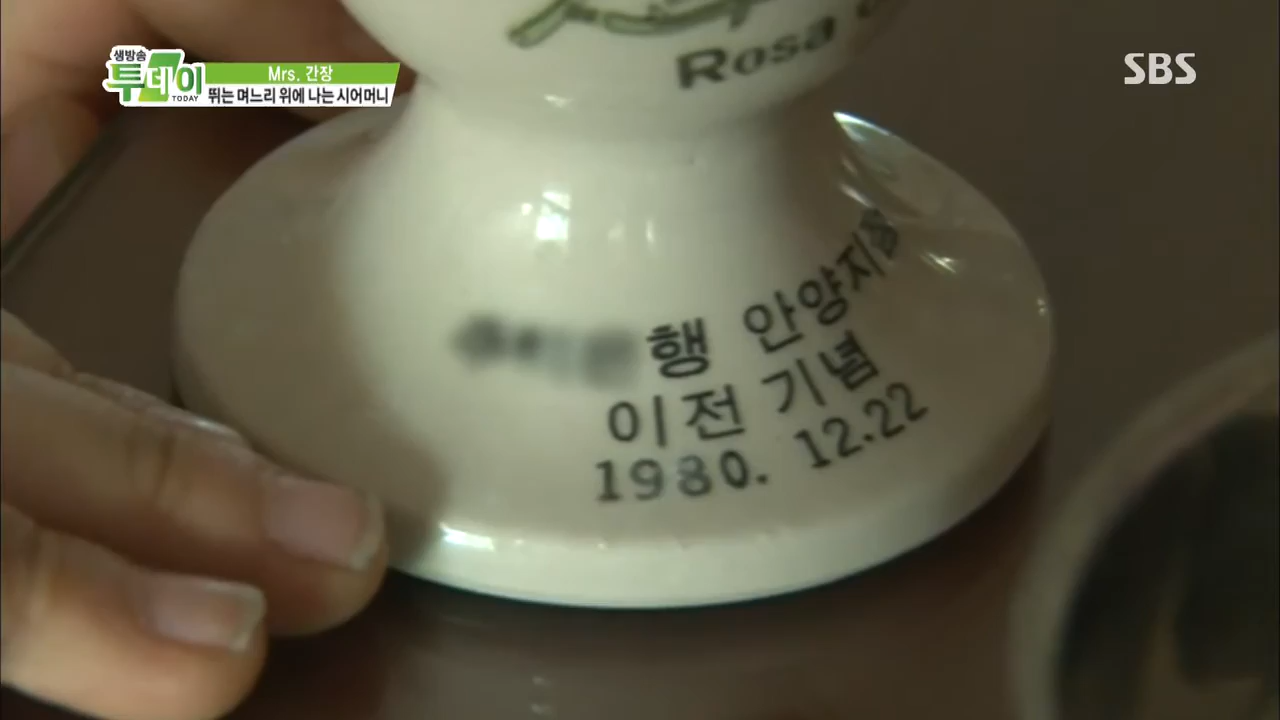 생방송
투데이
TODAY
Mrs. 간장
뛰는 며느리 위에 나는 시어머니
SBS
Rosa
행 안양지
이전 기념
1980. 12.22